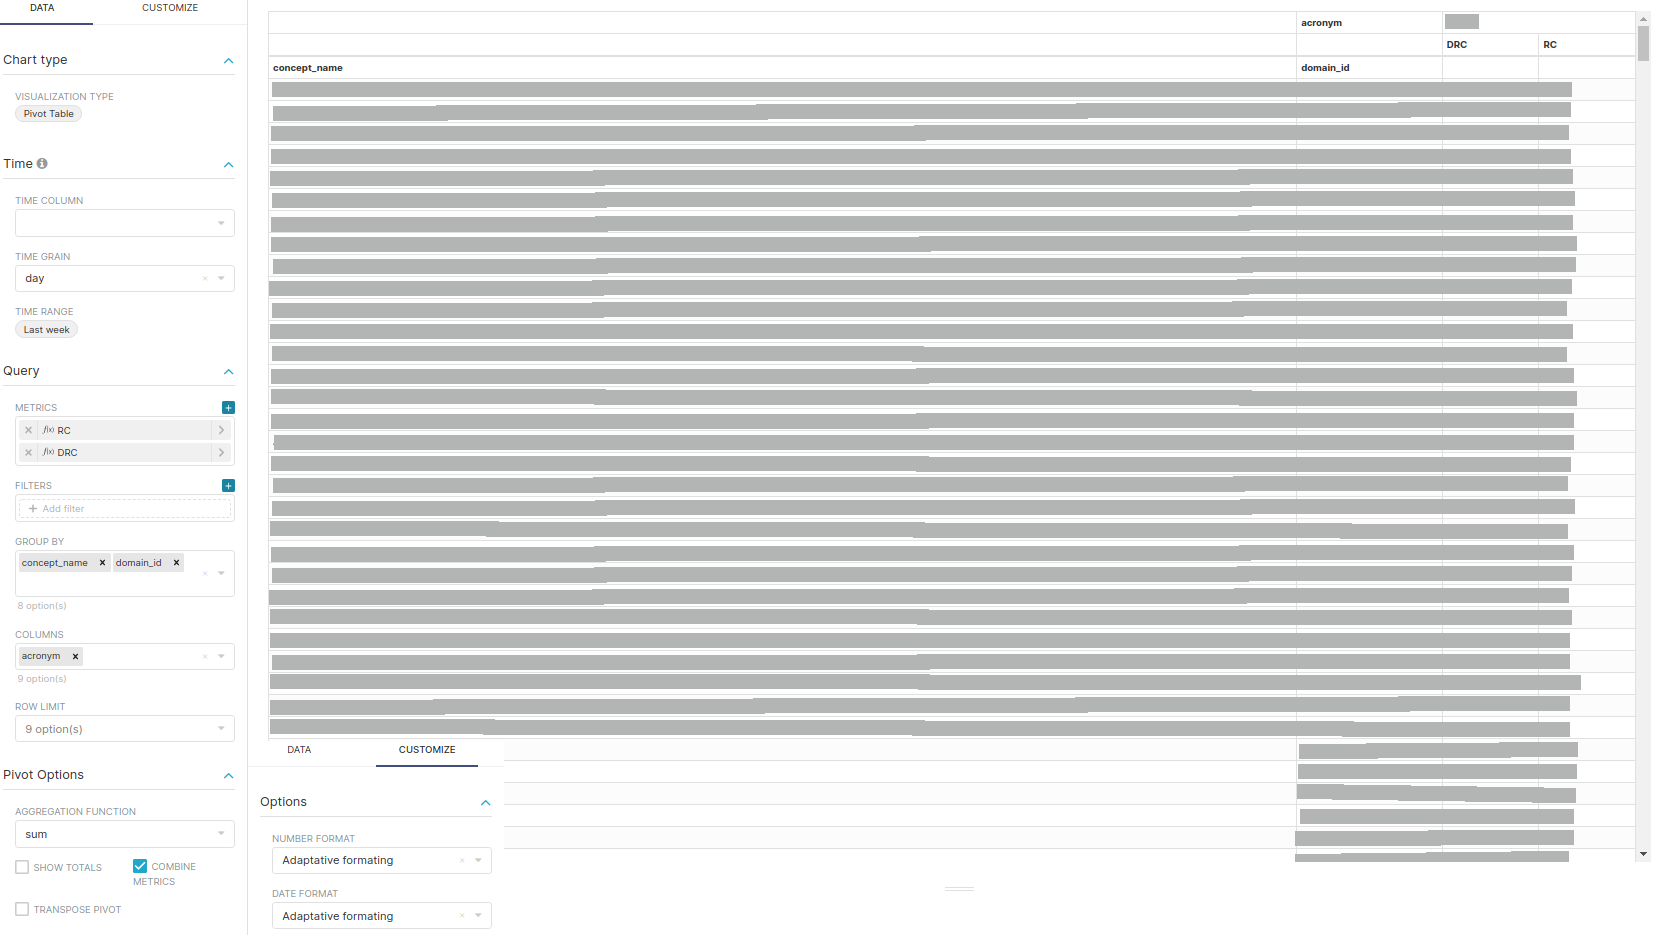 DATA CUSTOMIZE
Chart type
VISUALIZATION TYPE
Pivot Table
Time
TIME COLUMN
TIME GRAIN
day
TIME RANGE
Last week
Query
METRICS
f(x) RC
f(x) DRC
FILTERS
+ Add filter
GROUP BY
concept_name × domain_id ×
8 option(s)
COLUMNS
acronym ×
9 option(s)
ROW LIMIT
9 option(s)
Pivot Options
AGGREGATION FUNCTION
sum
SHOW TOTALS
COMBINE
METRICS
TRANSPOSE PIVOT
acronym
DRC RC
concept_name domain_id
DATA CUSTOMIZE
Options
NUMBER FORMAT
Adaptative formating
DATE FORMAT
Adaptative formating